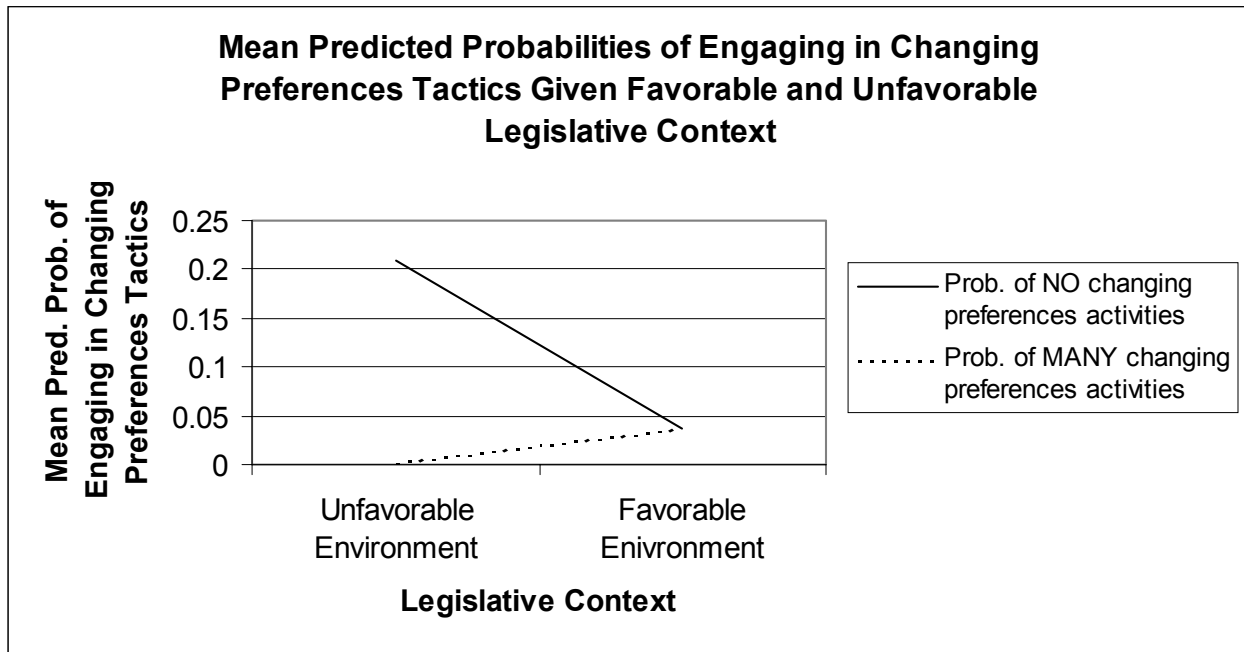 Mean Predicted Probabilities of Engaging in Changing
Preferences Tactics Given Favorable and Unfavorable
Legislative Context
Mean Pred. Prob. of
Engaging in Changing
Preferences Tactics
0.25
0.2
0.15
0.1
0.05
0
Unfavorable
Environment
Favorable
Enivronment
Legislative Context
Prob. of NO changing
preferences activities
Prob. of MANY changing
preferences activities